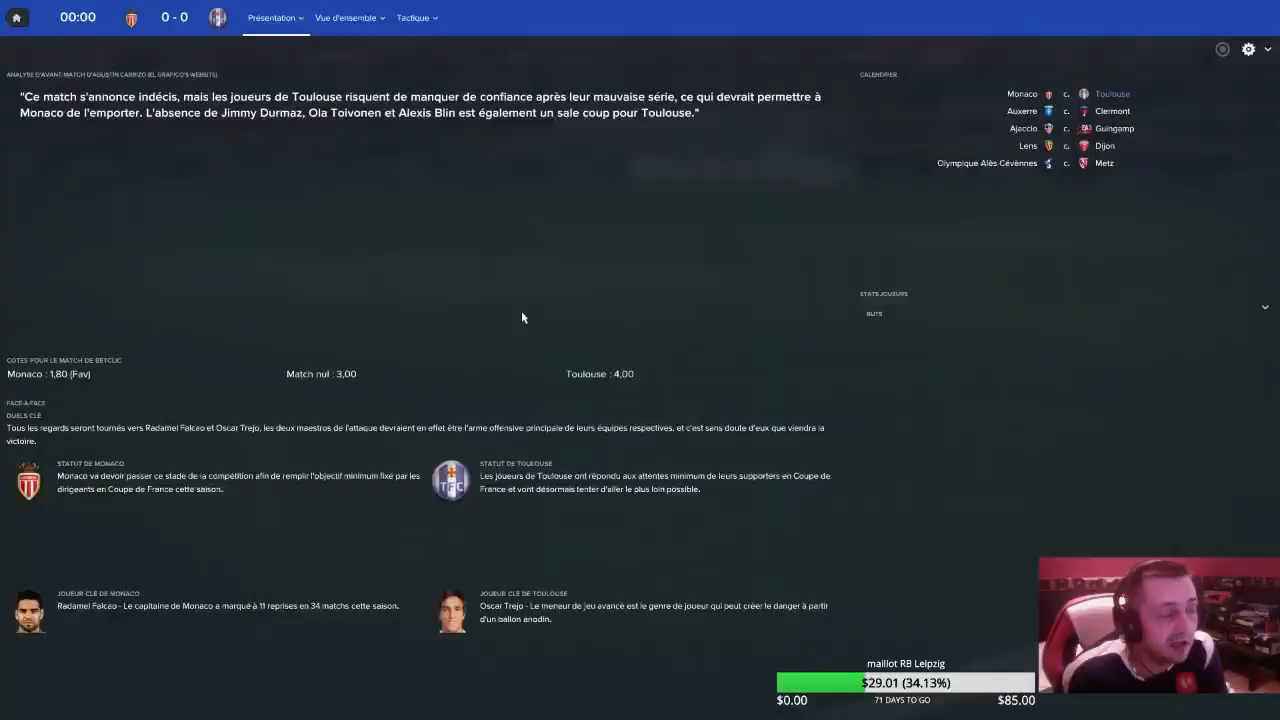 00:00 0 - 0 Présentation Vue d'ensemble Tactique
ANALYSE D'AVANT-MATCH D'AGUSTIN CARRIZO (EL GRAFICO'S WEBSITE)
"Ce match s'annonce indécis, mais les joueurs de Toulouse risquent de manquer de confiance après leur mauvaise série, ce qui devrait permettre à
Monaco de l'emporter. L'absence de Jimmy Durmaz, Ola Toivonen et Alexis Blin est également un sale coup pour Toulouse."
CALENDRIER
Monaco c. Toulouse
Auxerre c. Clermont
Ajaccio c. Guingamp
Lens c. Dijon
Olympique Alès Cévènnes c. Metz
STATS JOUEURS
BUTS
COTES POUR LE MATCH DE BETCLIC
Monaco : 1,80 (Fav) Match nul : 3,00 Toulouse : 4,00
FACE-À-FACE
DUELS CLÉ
Tous les regards seront tournés vers Radamel Falcao et Oscar Trejo, les deux maestros de l'attaque devraient en effet être l'arme offensive principale de leurs équipes respectives, et c'est sans doute d'eux que viendra la
victoire.
STATUT DE MONACO
Monaco va devoir passer ce stade de la compétition afin de remplir l'objectif minimum fixé par les
dirigeants en Coupe de France cette saison.
STATUT DE TOULOUSE
Les joueurs de Toulouse ont répondu aux attentes minimum de leurs supporters en Coupe de
France et vont désormais tenter d'aller le plus loin possible.
TFC
JOUEUR CLÉ DE MONACO
Radamel Falcao - Le capitaine de Monaco a marqué à 11 reprises en 34 matchs cette saison.
JOUEUR CLÉ DE TOULOUSE
Oscar Trejo - Le meneur de jeu avancé est le genre de joueur qui peut créer le danger à partir
d'un ballon anodin.
maillot RB Leipzig
$29.01 (34.13%)
$0.00 71 DAYS TO GO $85.00